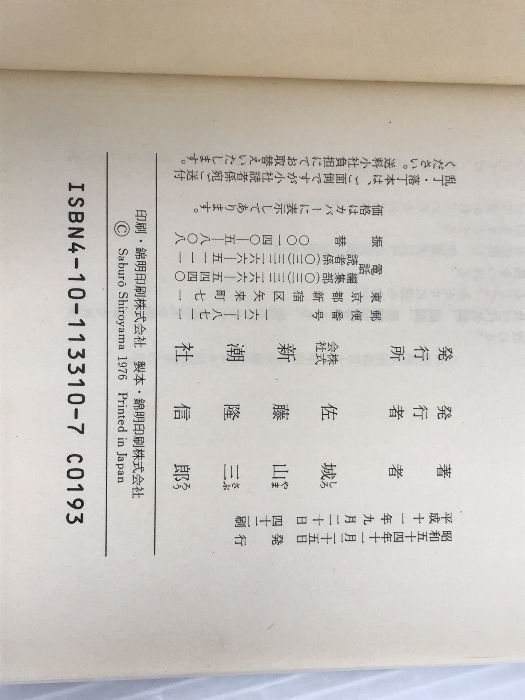 昭和五十四年十一月二十五日 発行
平成十一年九月二十日 四十二刷
著者 城山三郎
しろ やま さぶ ろう
発行者 佐藤隆信
発行所 株式会社 新潮社
郵便番号 一六二—八七一一
東京都新宿区矢来町七一
電話 編集部(〇三)三二六六—五四四〇
読者係(〇三)三二六六—五一一一
振替 〇〇一四〇—五—八〇八
価格はカバーに表示してあります。
乱丁・落丁本は、ご面倒ですが小社読者係宛ご送付
ください。送料小社負担にてお取替えいたします。
印刷・錦明印刷株式会社 製本・錦明印刷株式会社
© Saburô Shiroyama 1976 Printed in Japan
ISBN4-10-113310-7 C0193